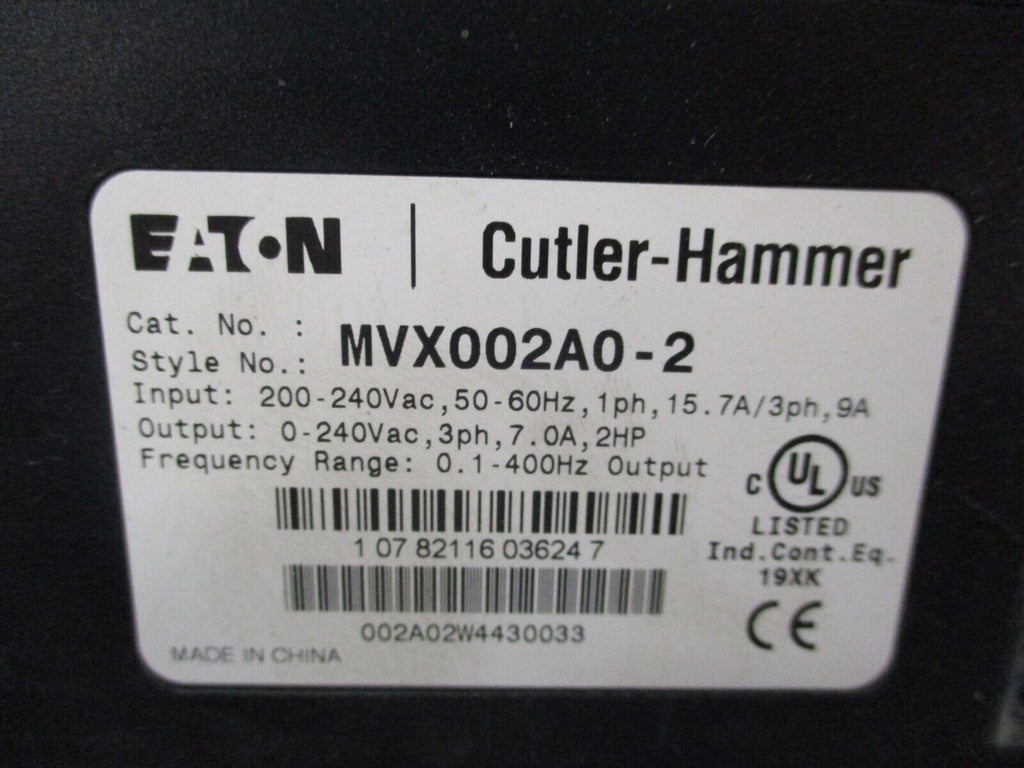 EATON | Cutler-Hammer
Cat. No. :
Style No.: MVX002A0-2
Input: 200-240Vac,50-60Hz,1ph,15.7A/3ph,9A
Output: 0-240Vac,3ph,7.0A,2HP
Frequency Range: 0.1-400Hz Output
C UL US
LISTED
1 07 82116 03624 7
Ind.Cont.Eq.
19XK
002A02W4430033
CE
MADE IN CHINA